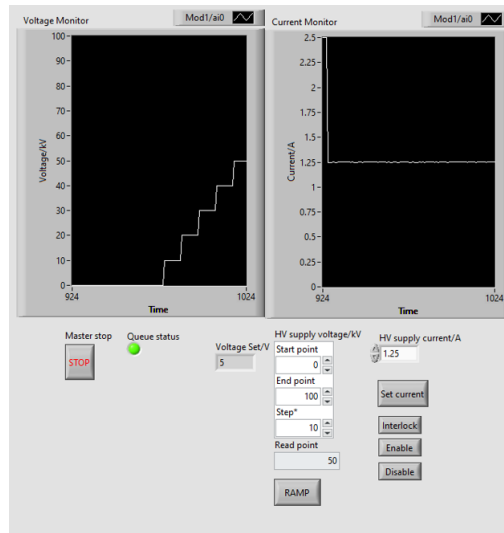 Voltage Monitor
Mod1/ai0
Current Monitor
Mod1/ai0
Voltage/kV
100
90
80
70
60
50
40
30
20
10
0
924
1024
Time
Current/A
2.5
2.25
2
1.75
1.5
1.25
1
0.75
0.5
0.25
0
924
1024
Time
Master stop
STOP
Queue status
Voltage Set/V
5
HV supply voltage/kV
Start point
0
End point
100
Step*
10
Read point
50
RAMP
HV supply current/A
1.25
Set current
Interlock
Enable
Disable